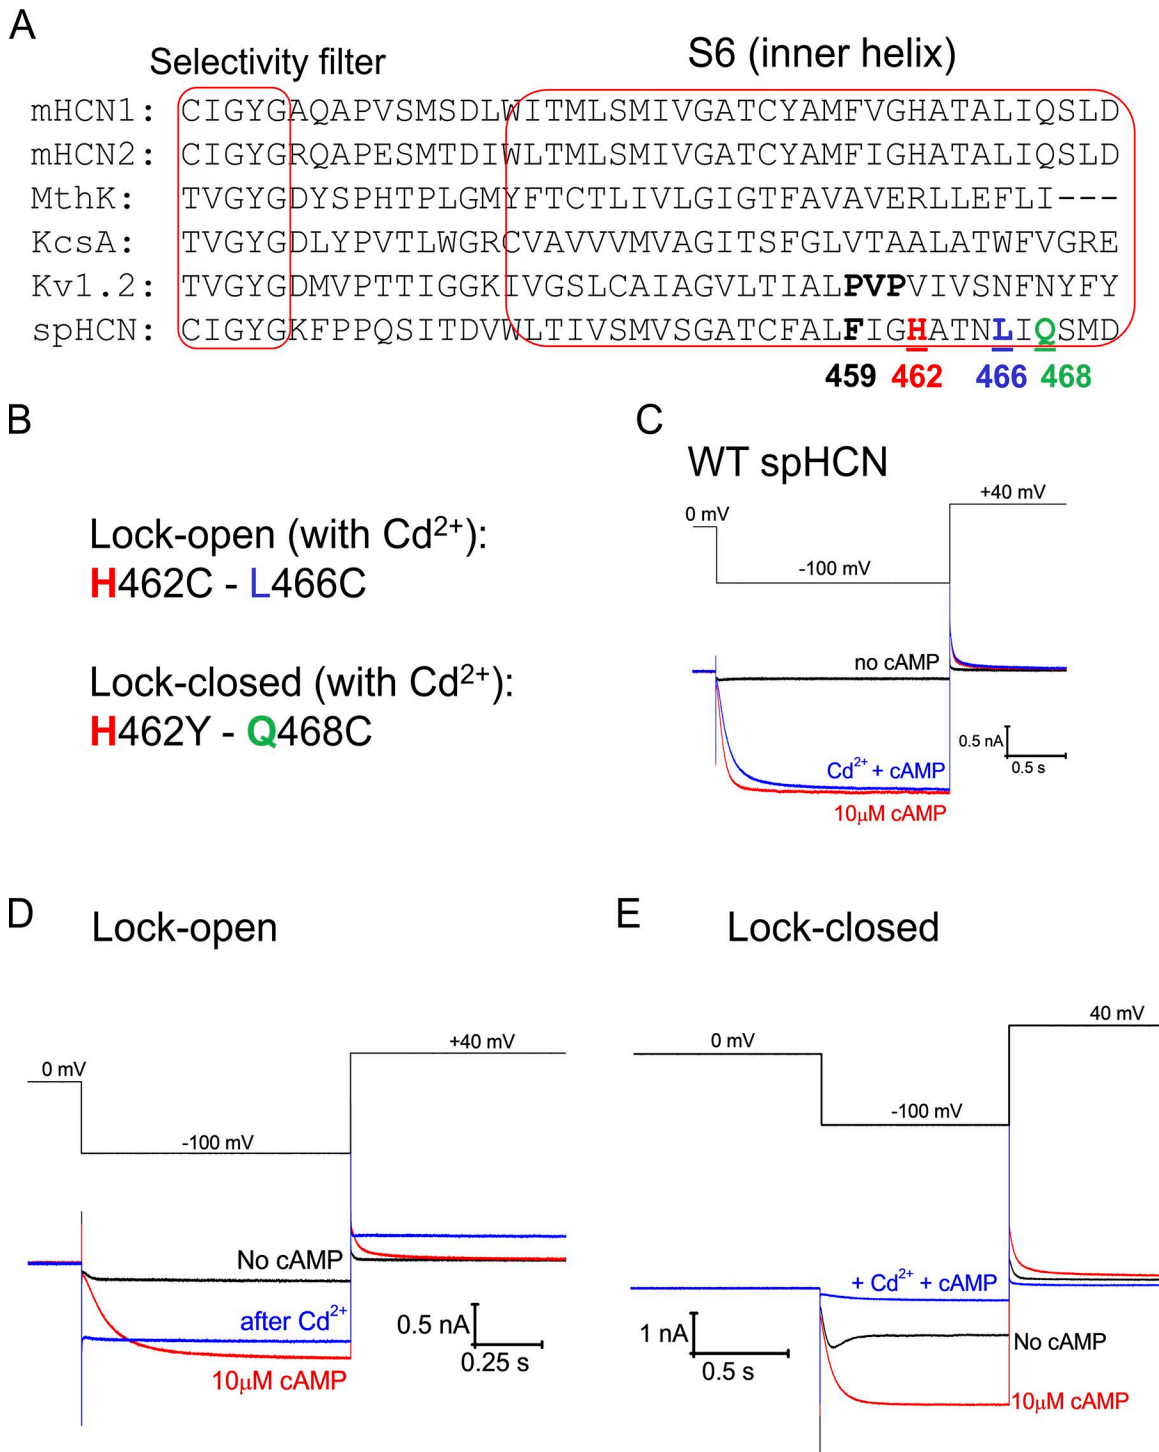 A
Selectivity filter
S6 (inner helix)
mHCN1: CIGYGAQAPVSMSDLWITMLSMIVGATCYAMFVGHATALIQSLD
mHCN2: CIGYGRQAPESMTDIWLTMLSMIVGATCYAMFIGHATALIQSLD
MthK: TVGYGDYSPHTPLGMYFTCTLIVLGIGTFAVAVERLLEFLI---
KcsA: TVGYGDLYPVTLWGRCVAVVVMVAGITSFGLVTAALATWFVGRE
Kv1.2: TVGYGDMVPTTIGGKIVGSLCAIAGVLTIALPVPVIVSNFNYFY
spHCN: CIGYGKFPPQSITDVWLTIVSMVSGATCFALFIGHATNLIQSMD
459 462 466 468
B
Lock-open (with Cd²⁺):
H462C - L466C
Lock-closed (with Cd²⁺):
H462Y - Q468C
C
WT spHCN
+40 mV
0 mV
-100 mV
no cAMP
0.5 nA
0.5 s
Cd²⁺ + cAMP
10µM cAMP
D
Lock-open
+40 mV
0 mV
-100 mV
No cAMP
after Cd²⁺
0.5 nA
0.25 s
10µM cAMP
E
Lock-closed
40 mV
0 mV
-100 mV
+ Cd²⁺ + cAMP
1 nA
0.5 s
No cAMP
10µM cAMP